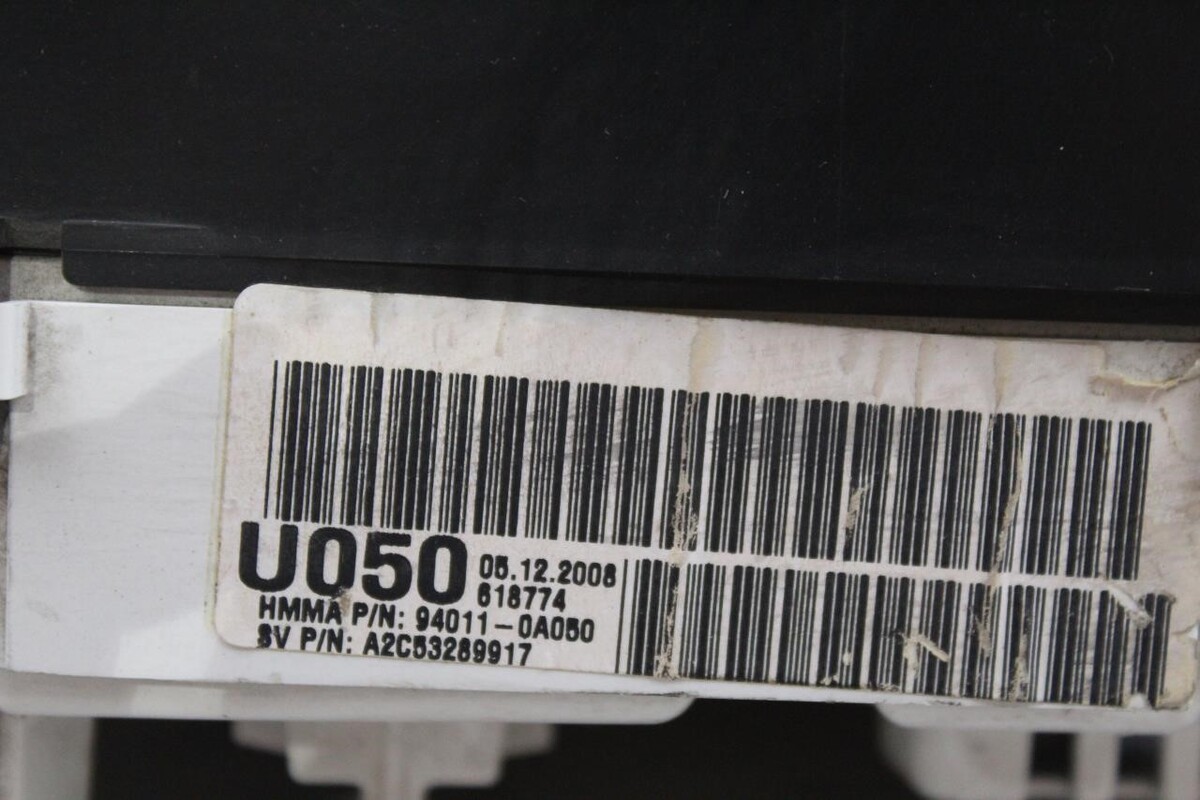 U050 05.12.2008
618774
HMMA P/N: 94011-0A050
SV P/N: A2C53289917